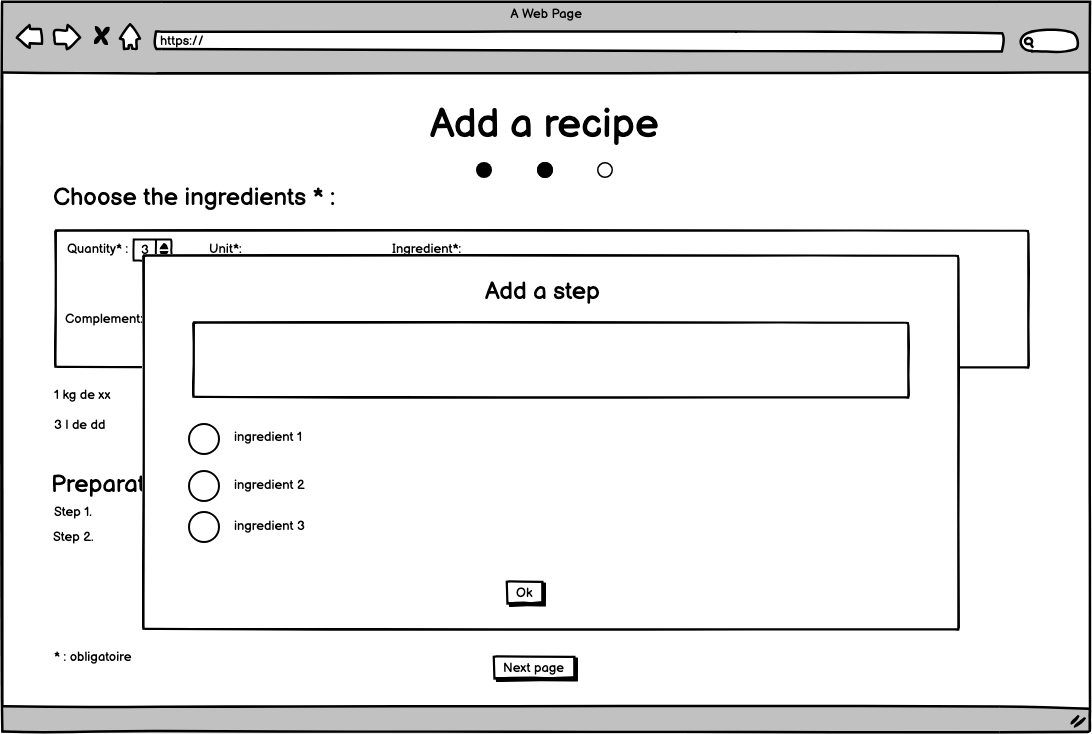 A Web Page
https://
Add a recipe
Choose the ingredients * :
Quantity* : 3 Unit*: Ingredient*:
Add a step
Complement:
1 kg de xx
3 l de dd
ingredient 1
ingredient 2
ingredient 3
Preparat
Step 1.
Step 2.
Ok
* : obligatoire
Next page